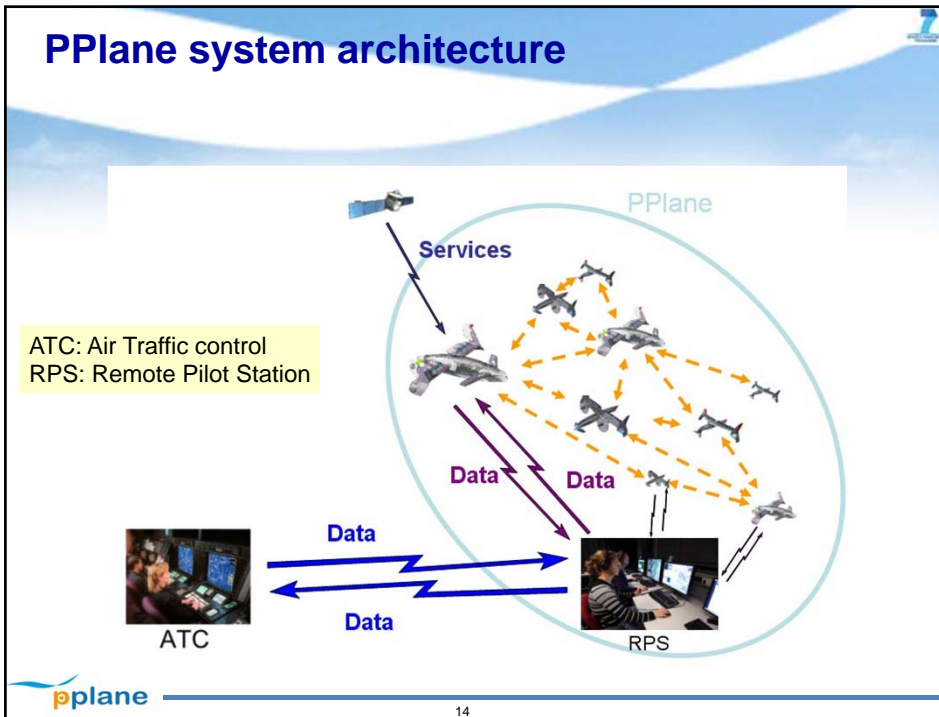 PPlane system architecture
PPlane
Services
ATC: Air Traffic control
RPS: Remote Pilot Station
Data
Data
Data
Data
ATC
RPS
pplane
14